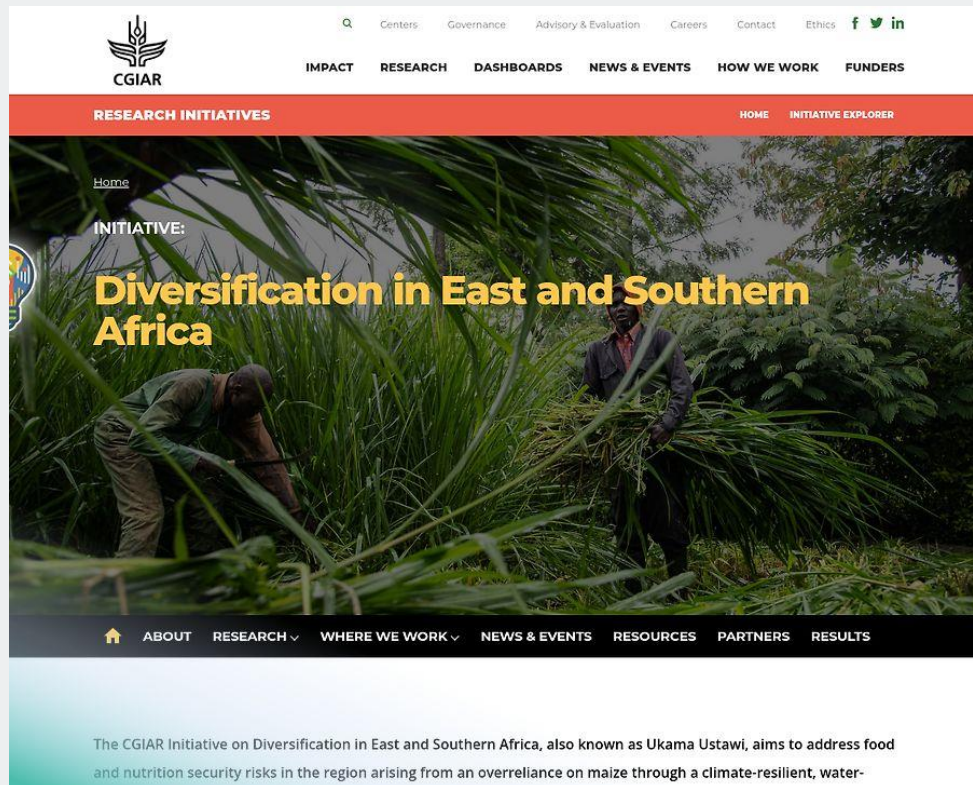 CGIAR
Centers Governance Advisory & Evaluation Careers Contact Ethics
IMPACT RESEARCH DASHBOARDS NEWS & EVENTS HOW WE WORK FUNDERS
RESEARCH INITIATIVES
HOME INITIATIVE EXPLORER
Home
INITIATIVE:
Diversification in East and Southern
Africa
ABOUT RESEARCH WHERE WE WORK NEWS & EVENTS RESOURCES PARTNERS RESULTS
The CGIAR Initiative on Diversification in East and Southern Africa, also known as Ukama Ustawi, aims to address food
and nutrition security risks in the region arising from an overreliance on maize through a climate-resilient, water-